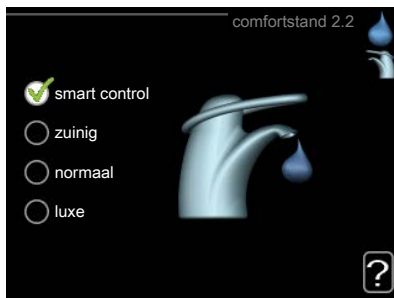 comfortstand 2.2
smart control
zuinig
normaal
luxe
?